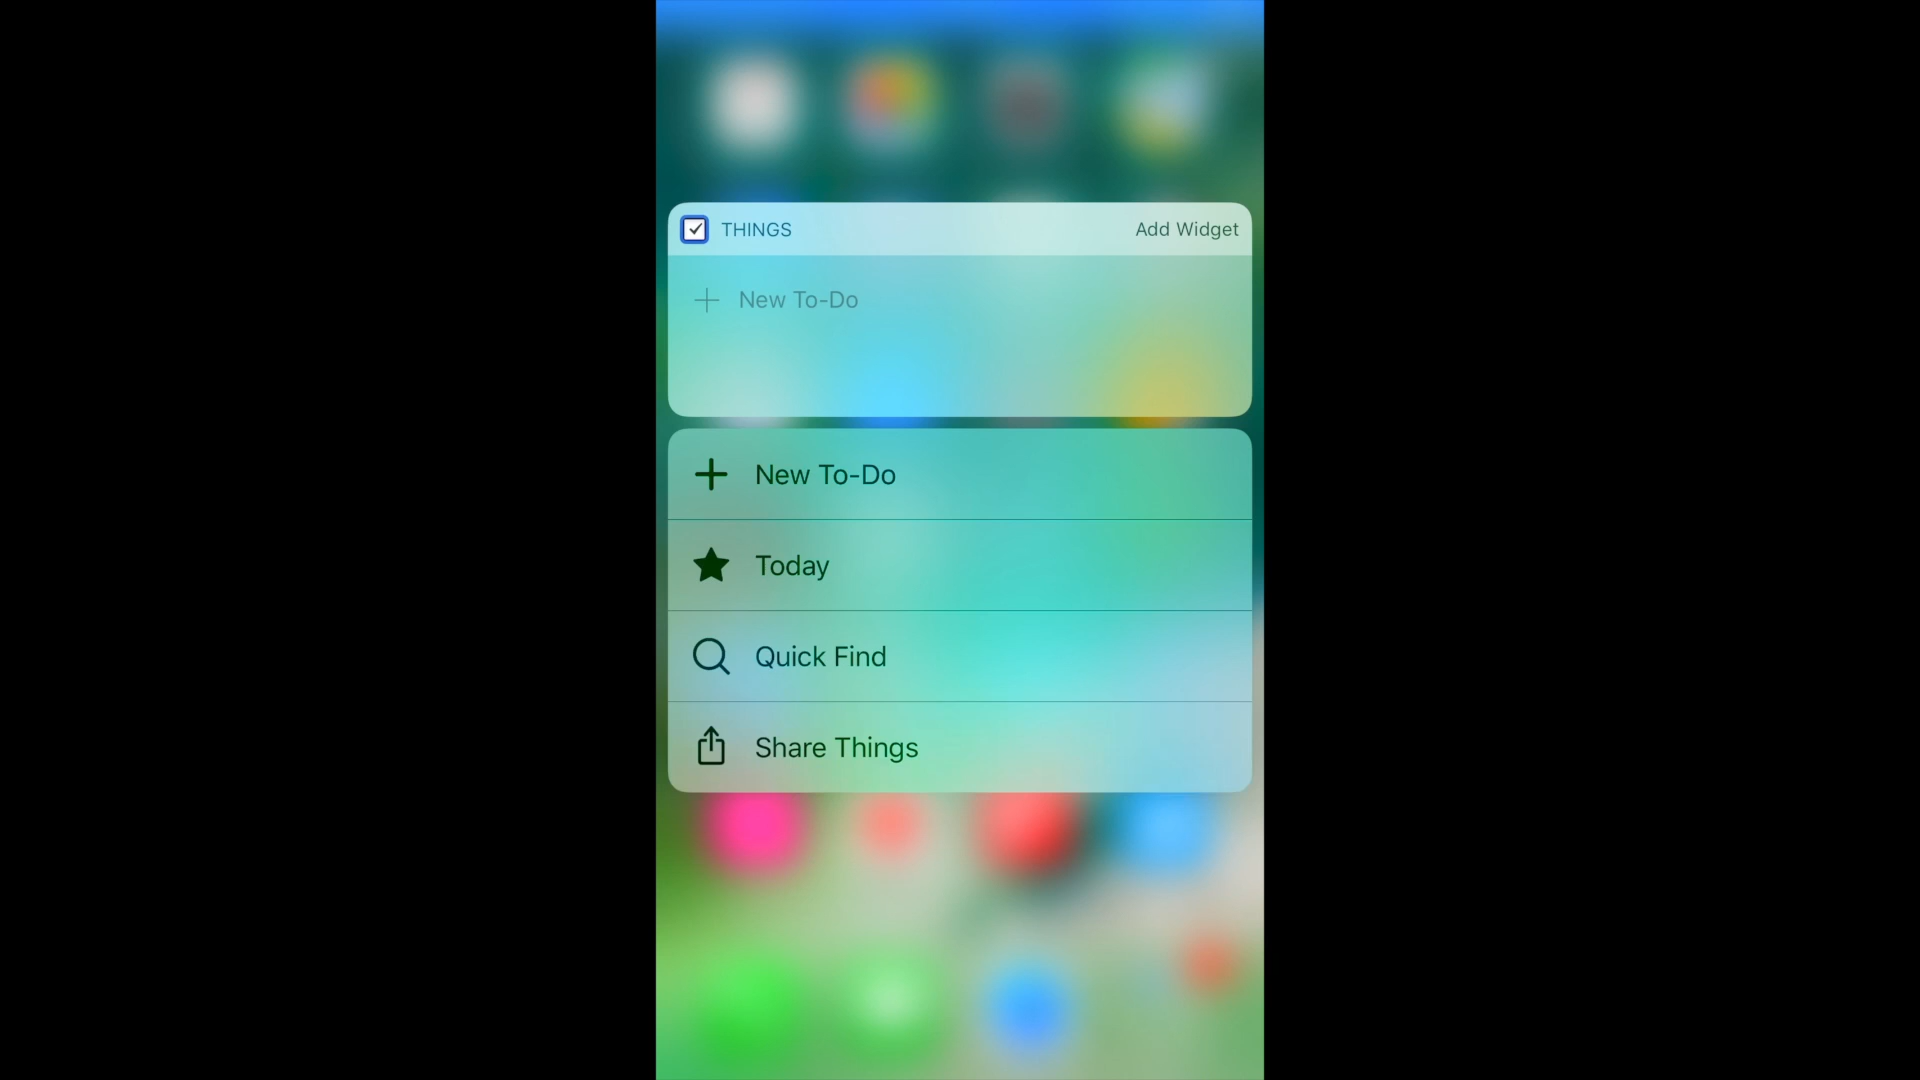 THINGS
Add Widget
New To-Do
New To-Do
Today
Quick Find
Share Things